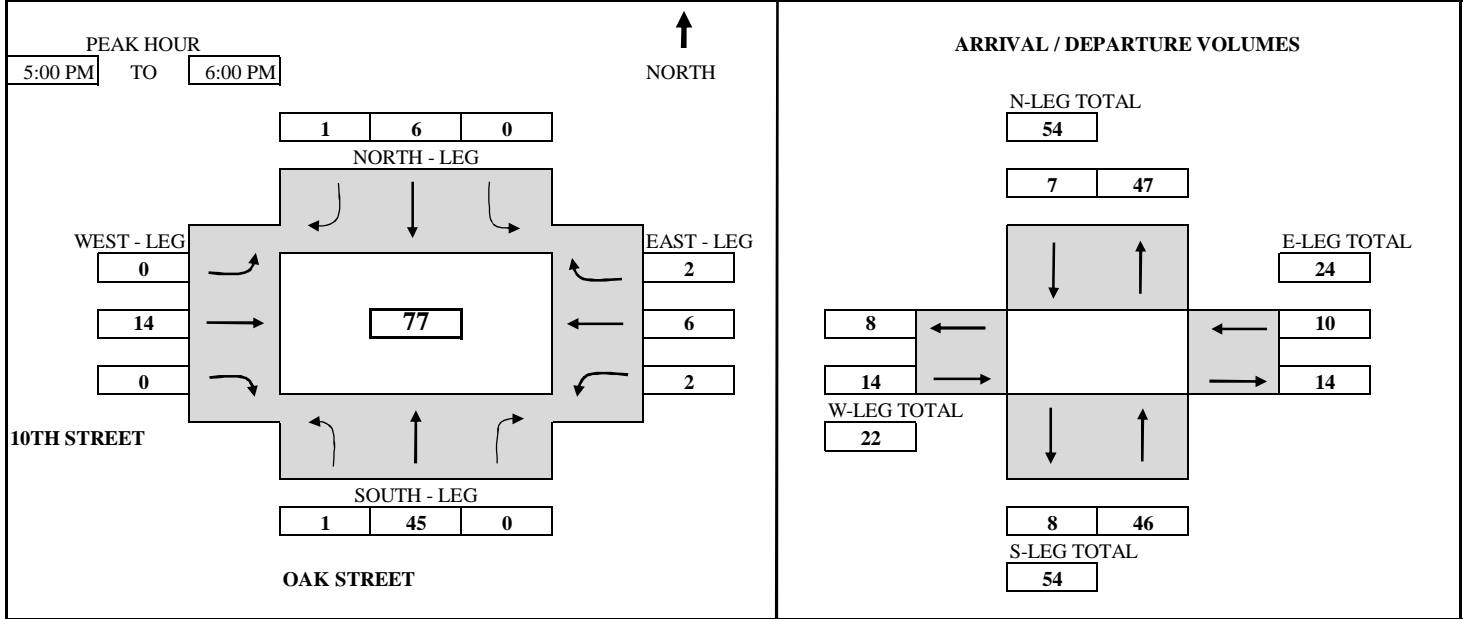 PEAK HOUR
5:00 PM TO 6:00 PM
NORTH
1 6 0
NORTH - LEG
WEST - LEG
EAST - LEG
0
2
14
77
6
0
2
10TH STREET
SOUTH - LEG
1 45 0
OAK STREET
ARRIVAL / DEPARTURE VOLUMES
N-LEG TOTAL
54
7 47
E-LEG TOTAL
24
8
10
14
14
W-LEG TOTAL
22
8 46
S-LEG TOTAL
54